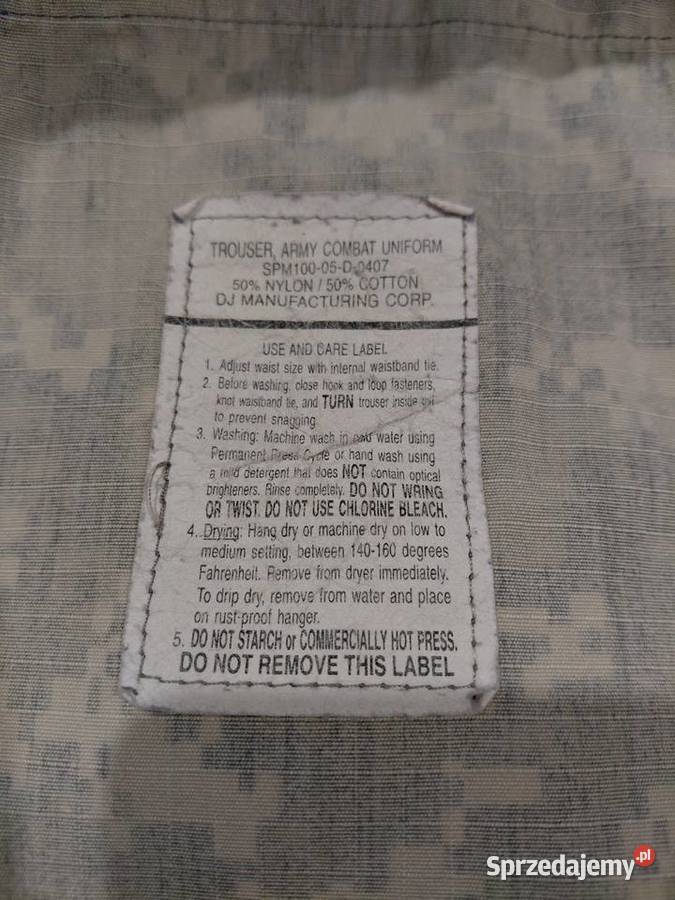 TROUSER, ARMY COMBAT UNIFORM
SPM100-05-D-0407
50% NYLON / 50% COTTON
DJ MANUFACTURING CORP.
USE AND CARE LABEL
1. Adjust waist size with internal waistband tie.
2. Before washing, close hook and loop fasteners,
knot waistband tie, and TURN trouser inside out
to prevent snagging.
3. Washing: Machine wash in cold water using
Permanent Press Cycle or hand wash using
a mild detergent that does NOT contain optical
brighteners. Rinse completely. DO NOT WRING
OR TWIST. DO NOT USE CHLORINE BLEACH.
4. Drying: Hang dry or machine dry on low to
medium setting, between 140-160 degrees
Fahrenheit. Remove from dryer immediately.
To drip dry, remove from water and place
on rust-proof hanger.
5. DO NOT STARCH or COMMERCIALLY HOT PRESS.
DO NOT REMOVE THIS LABEL
Sprzedajemy.pl